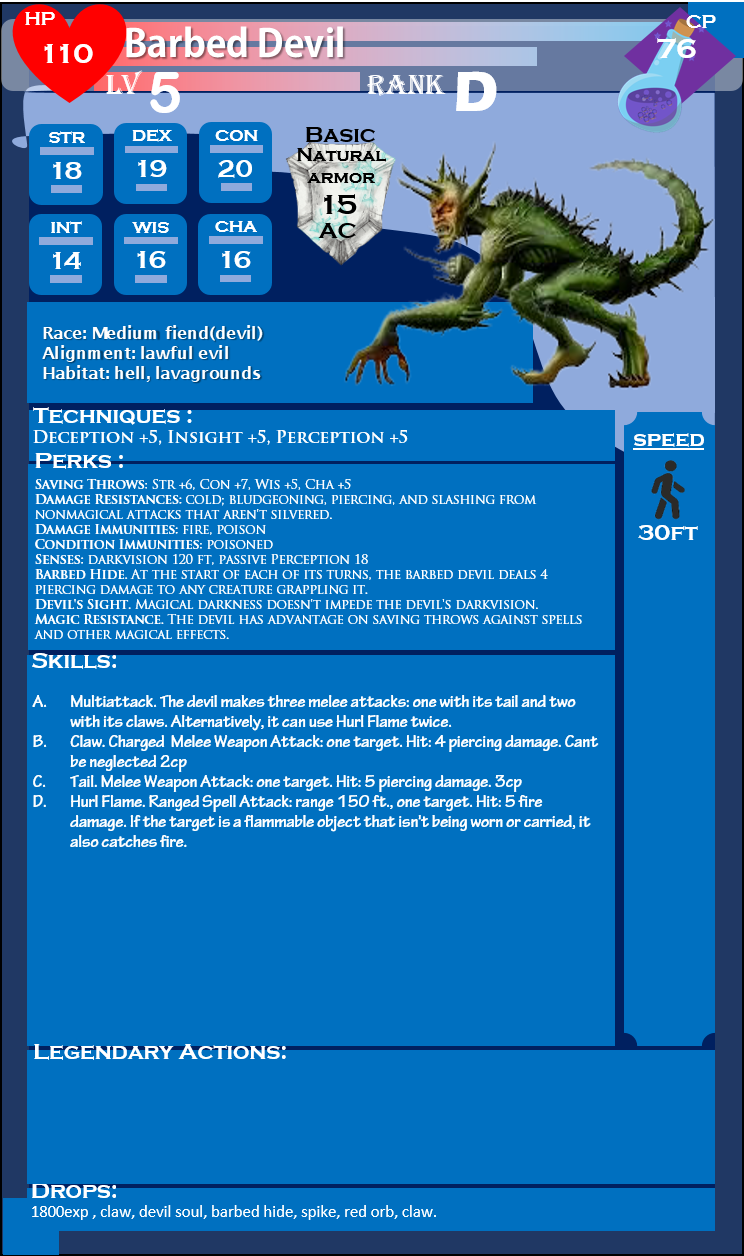 HP
110
Barbed Devil
CP
76
LV 5
RANK D
STR
18
DEX
19
CON
20
INT
14
WIS
16
CHA
16
BASIC
NATURAL
ARMOR
15
AC
Race: Medium fiend(devil)
Alignment: lawful evil
Habitat: hell, lavagrounds
TECHNIQUES :
DECEPTION +5, INSIGHT +5, PERCEPTION +5
PERKS :
SAVING THROWS: STR +6, CON +7, WIS +5, CHA +5
DAMAGE RESISTANCES: COLD; BLUDGEONING, PIERCING, AND SLASHING FROM
NONMAGICAL ATTACKS THAT AREN'T SILVERED.
DAMAGE IMMUNITIES: FIRE, POISON
CONDITION IMMUNITIES: POISONED
SENSES: DARKVISION 120 FT, PASSIVE PERCEPTION 18
BARBED HIDE. AT THE START OF EACH OF ITS TURNS, THE BARBED DEVIL DEALS 4
PIERCING DAMAGE TO ANY CREATURE GRAPPLING IT.
DEVIL'S SIGHT. MAGICAL DARKNESS DOESN'T IMPEDE THE DEVIL'S DARKVISION.
MAGIC RESISTANCE. THE DEVIL HAS ADVANTAGE ON SAVING THROWS AGAINST SPELLS
AND OTHER MAGICAL EFFECTS.
SPEED
30FT
SKILLS:
A. Multiattack. The devil makes three melee attacks: one with its tail and two
with its claws. Alternatively, it can use Hurl Flame twice.
B. Claw. Charged Melee Weapon Attack: one target. Hit: 4 piercing damage. Cant
be neglected 2cp
C. Tail. Melee Weapon Attack: one target. Hit: 5 piercing damage. 3cp
D. Hurl Flame. Ranged Spell Attack: range 150 ft., one target. Hit: 5 fire
damage. If the target is a flammable object that isn't being worn or carried, it
also catches fire.
LEGENDARY ACTIONS:
DROPS:
1800exp , claw, devil soul, barbed hide, spike, red orb, claw.